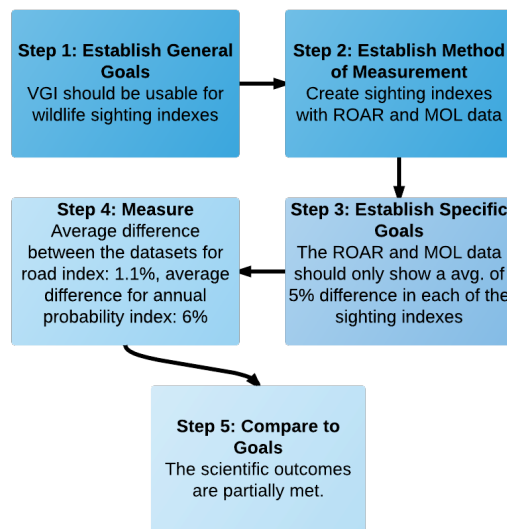 Step 1: Establish General
Goals
VGI should be usable for
wildlife sighting indexes
Step 2: Establish Method
of Measurement
Create sighting indexes
with ROAR and MOL data
Step 3: Establish Specific
Goals
The ROAR and MOL data
should only show a avg. of
5% difference in each of the
sighting indexes
Step 4: Measure
Average difference
between the datasets for
road index: 1.1%, average
difference for annual
probability index: 6%
Step 5: Compare to
Goals
The scientific outcomes
are partially met.